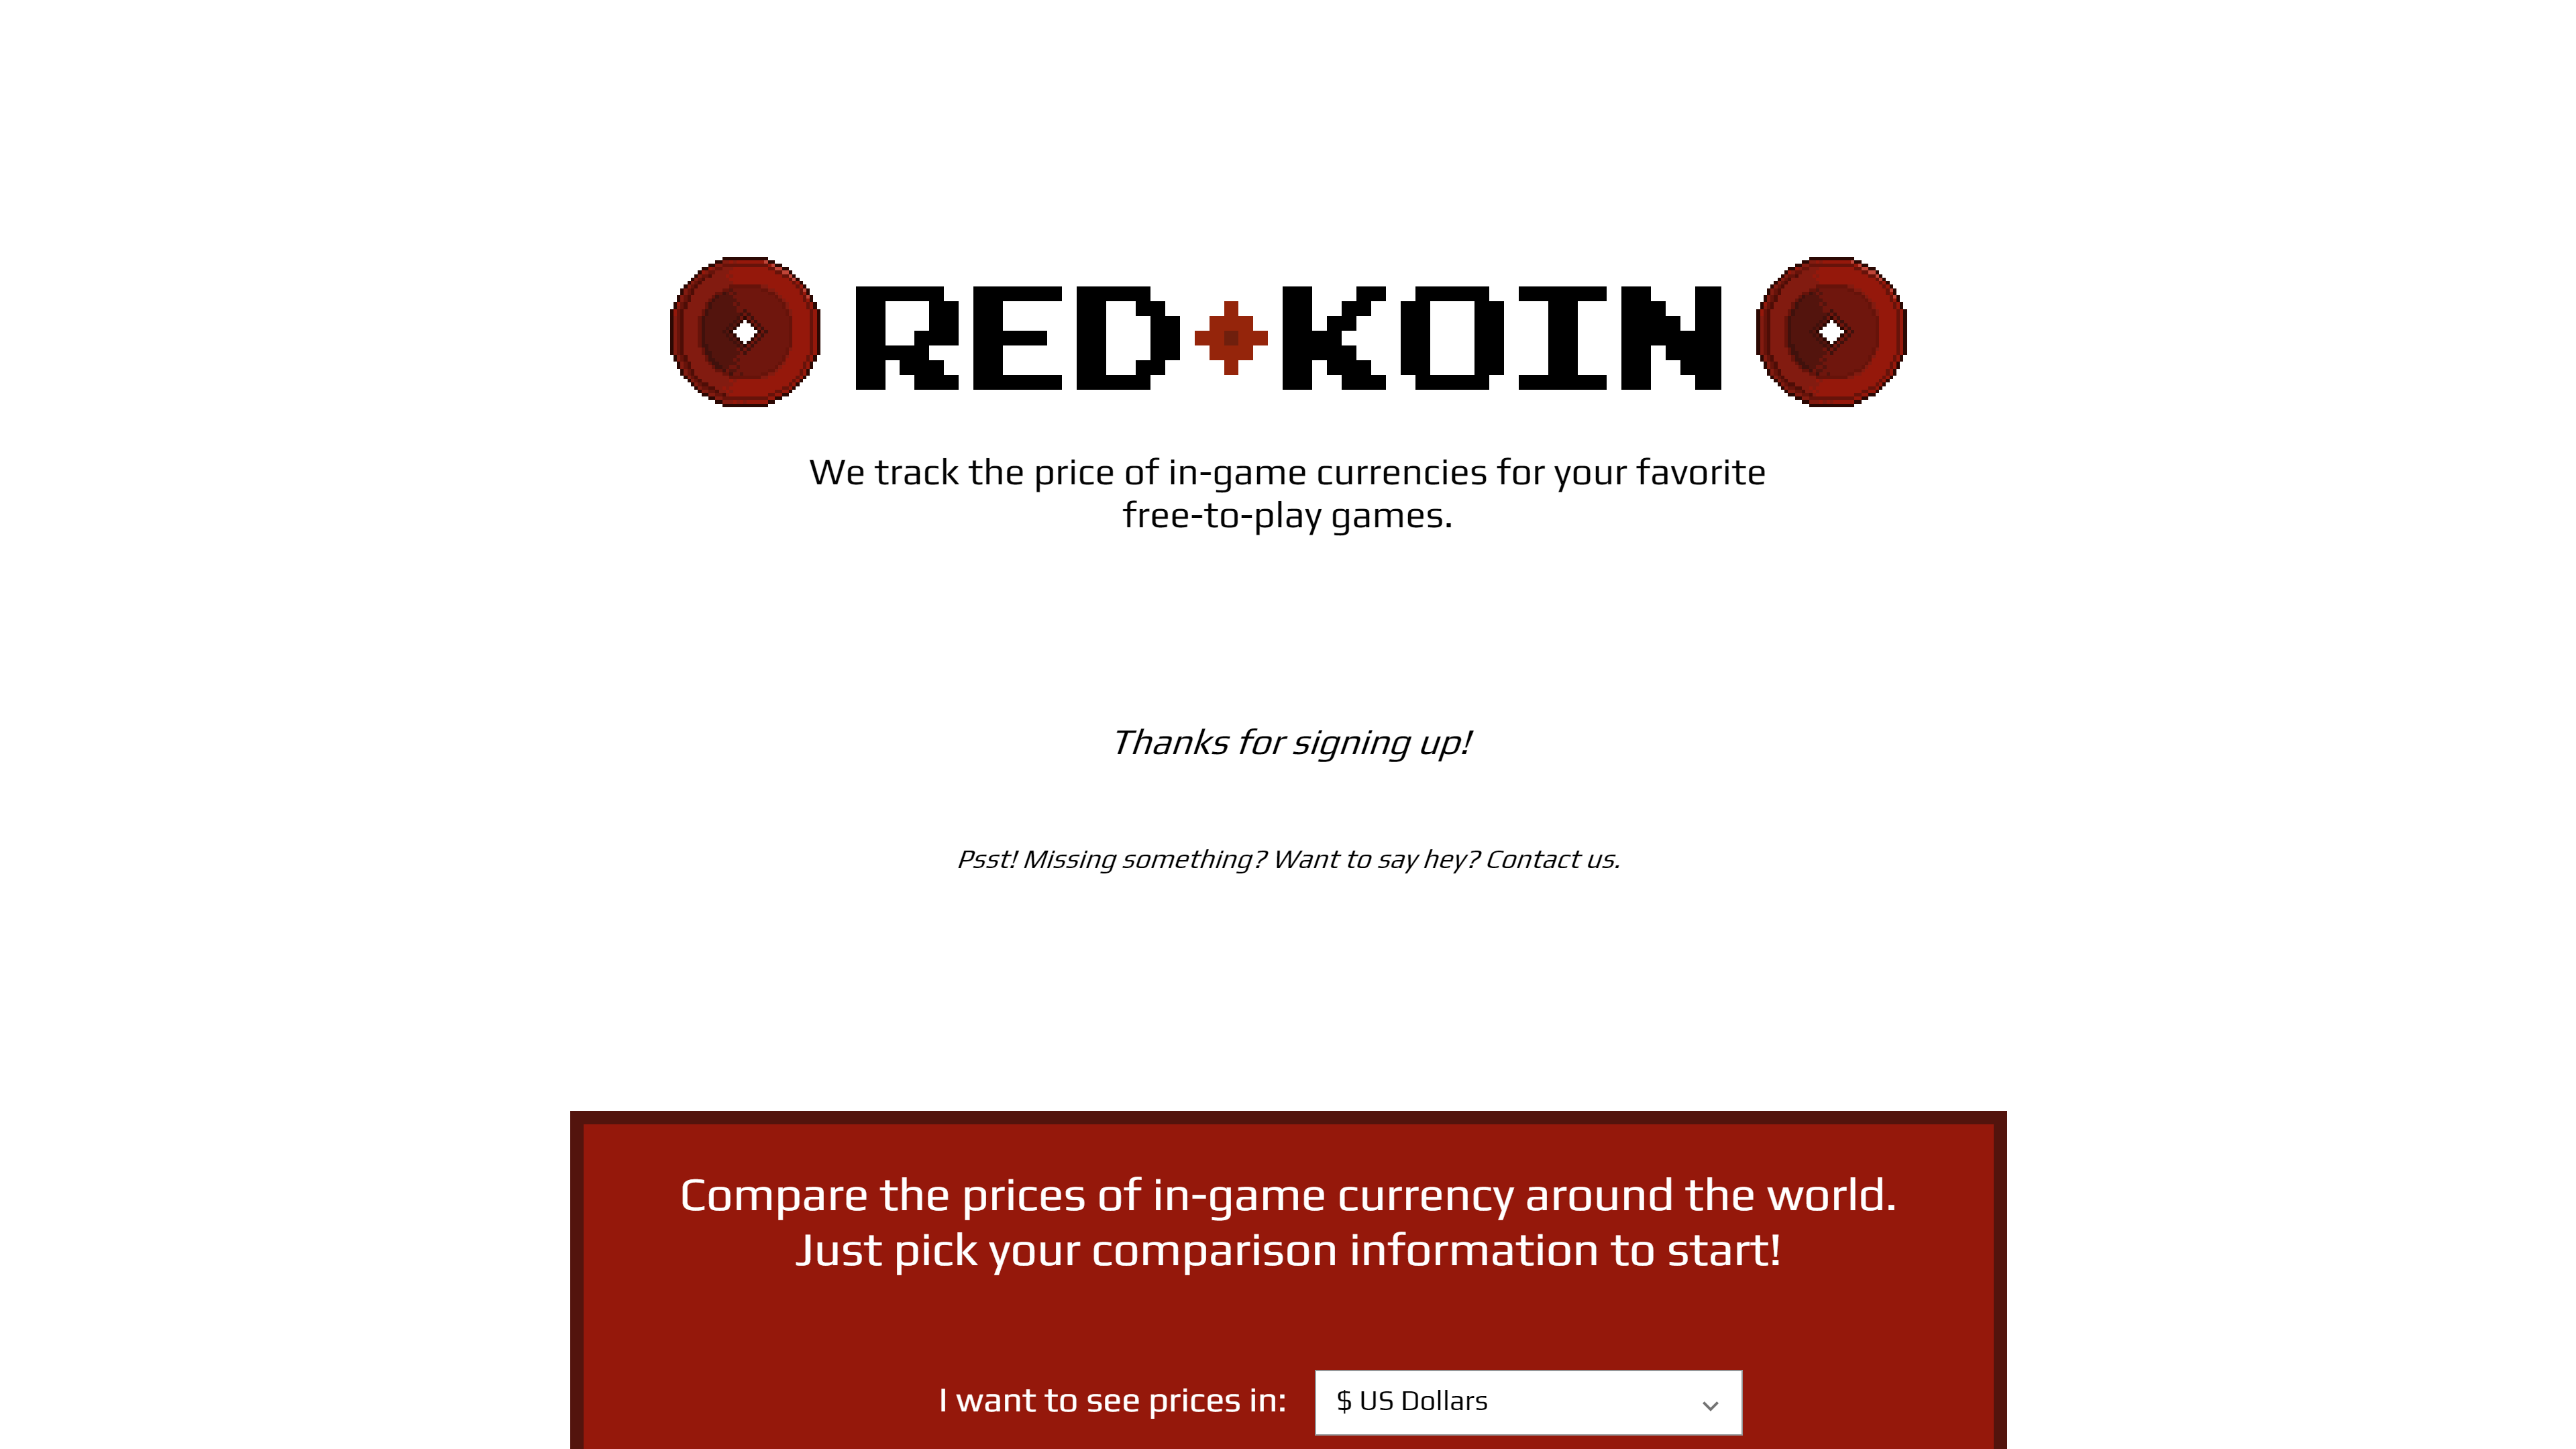 RED KOIN
We track the price of in-game currencies for your favorite
free-to-play games.
Thanks for signing up!
Psst! Missing something? Want to say hey? Contact us.
Compare the prices of in-game currency around the world.
Just pick your comparison information to start!
I want to see prices in: $ US Dollars